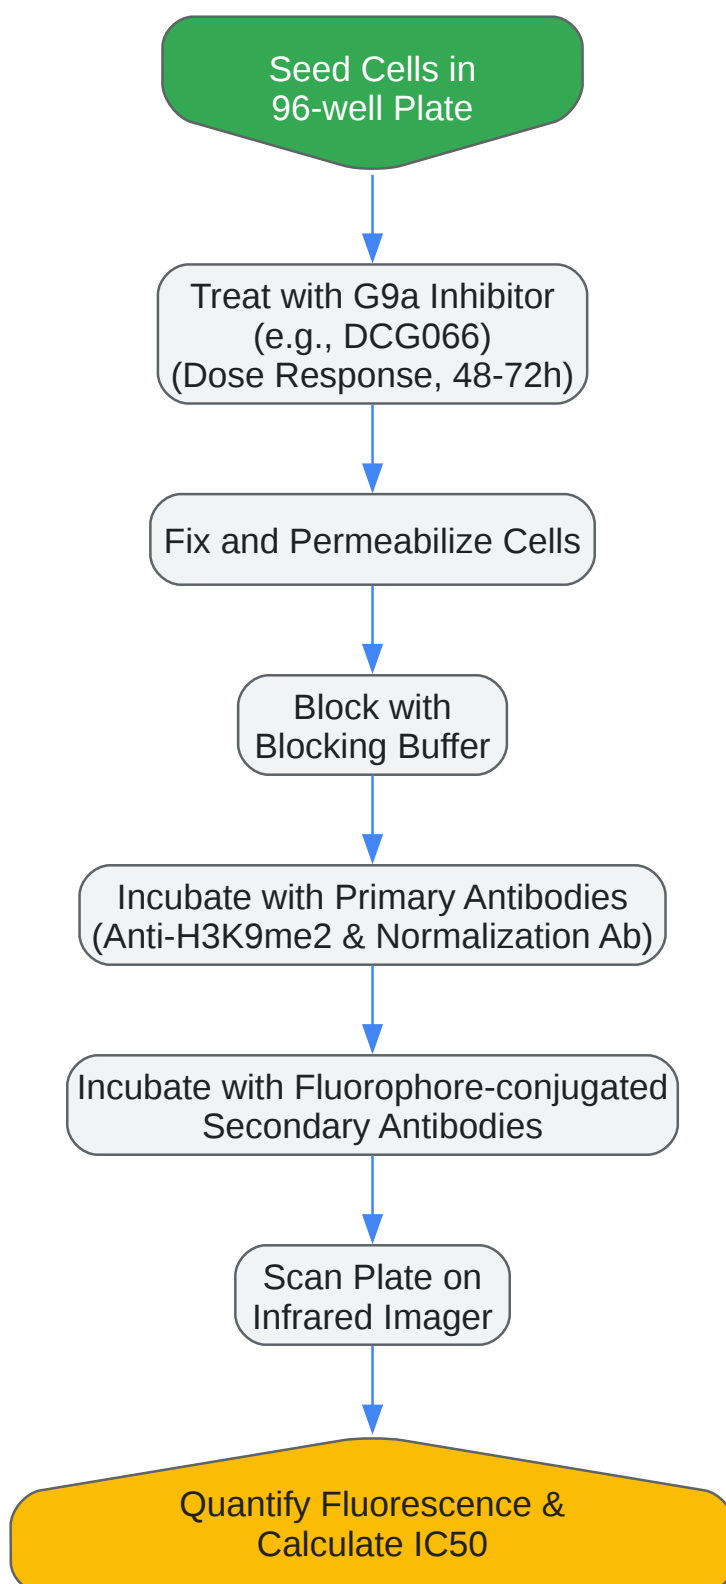 Seed Cells in
96-well Plate
Treat with G9a Inhibitor
(e.g., DCG066)
(Dose Response, 48-72h)
Fix and Permeabilize Cells
Block with
Blocking Buffer
Incubate with Primary Antibodies
(Anti-H3K9me2 & Normalization Ab)
Incubate with Fluorophore-conjugated
Secondary Antibodies
Scan Plate on
Infrared Imager
Quantify Fluorescence &
Calculate IC50